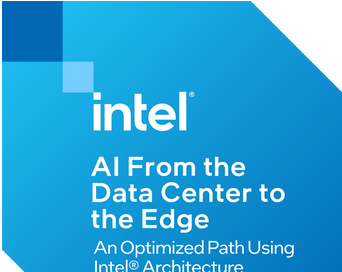 intel®
AI From the
Data Center to
the Edge
An Optimized Path Using
Intel® Architecture